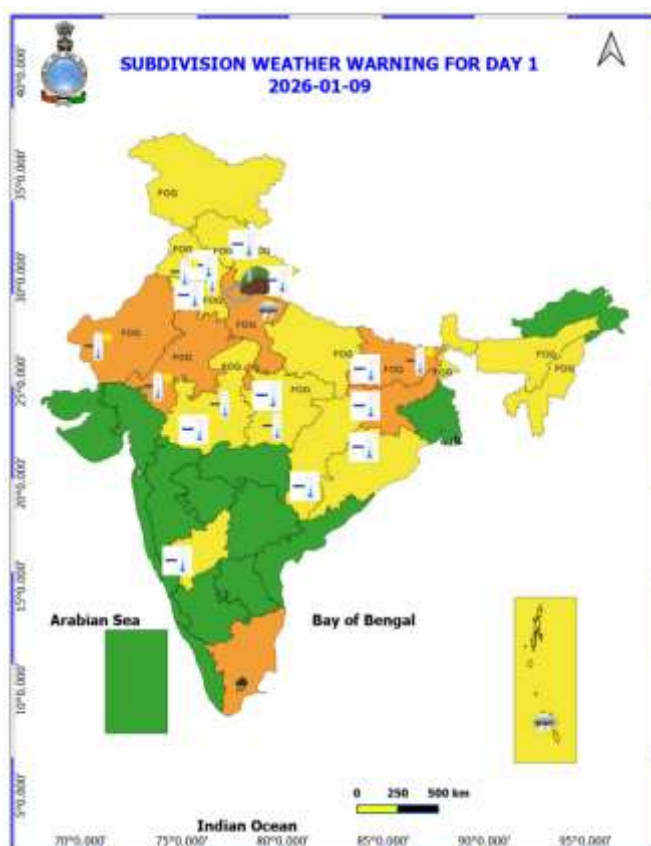 SUBDIVISION WEATHER WARNING FOR DAY 1
2026-01-09
40°0.000'
35°0.000'
30°0.000'
25°0.000'
20°0.000'
15°0.000'
10°0.000'
5°0.000'
FOG
FOG
FOG
FOG
FOG
FOG
FOG
FOG
FOG
FOG
FOG
FOG
FOG
FOG
Arabian Sea
Bay of Bengal
0 250 500 km
Indian Ocean
70°0.000' 75°0.000' 80°0.000' 85°0.000' 90°0.000' 95°0.000'